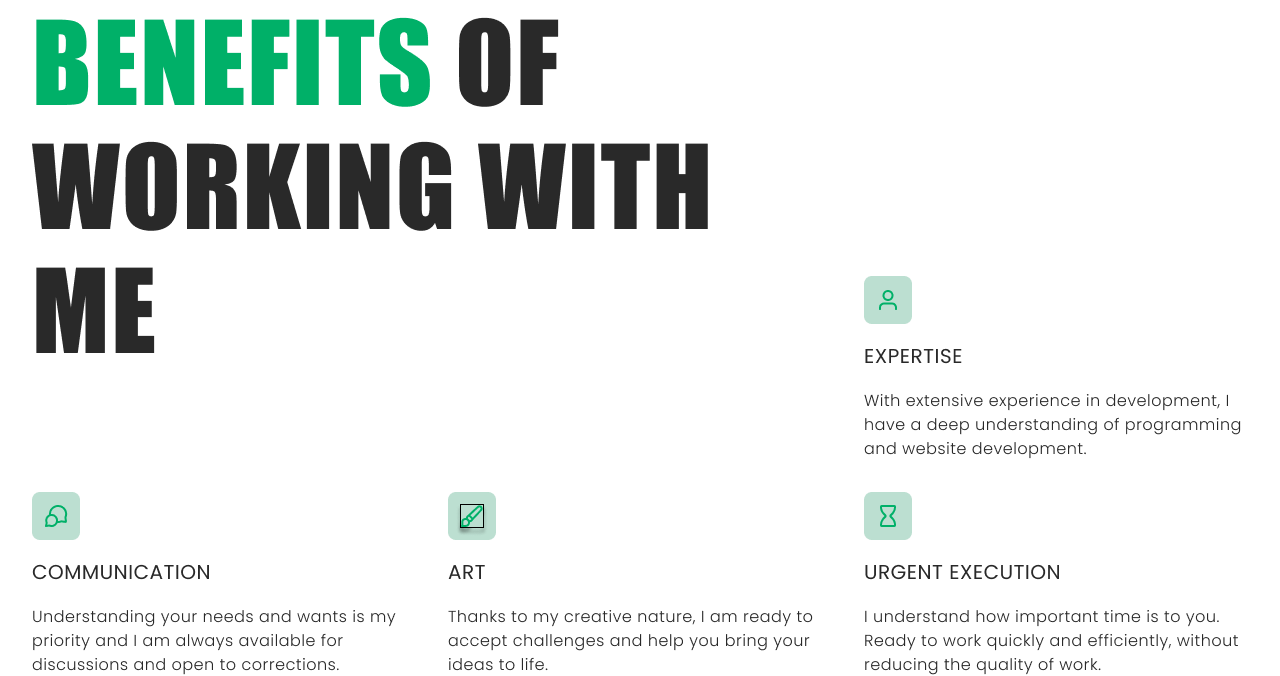 BENEFITS OF
WORKING WITH
ME
EXPERTISE
With extensive experience in development, I
have a deep understanding of programming
and website development.
COMMUNICATION
Understanding your needs and wants is my
priority and I am always available for
discussions and open to corrections.
ART
Thanks to my creative nature, I am ready to
accept challenges and help you bring your
ideas to life.
URGENT EXECUTION
I understand how important time is to you.
Ready to work quickly and efficiently, without
reducing the quality of work.